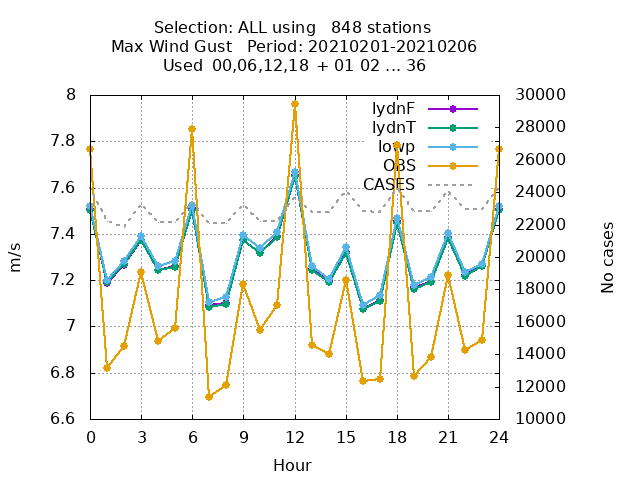 Selection: ALL using   848 stations
Max Wind Gust   Period: 20210201-20210206
Used  00,06,12,18 + 01 02 ... 36
8 30000
lydnF
28000
lydnT
7.8 lowp
26000
OBS
7.6 CASES 24000
7.4 22000
20000
m/s 7.2 18000 No cases
7 16000
14000
6.8 12000
6.6 10000
0 3 6 9 12 15 18 21 24
Hour